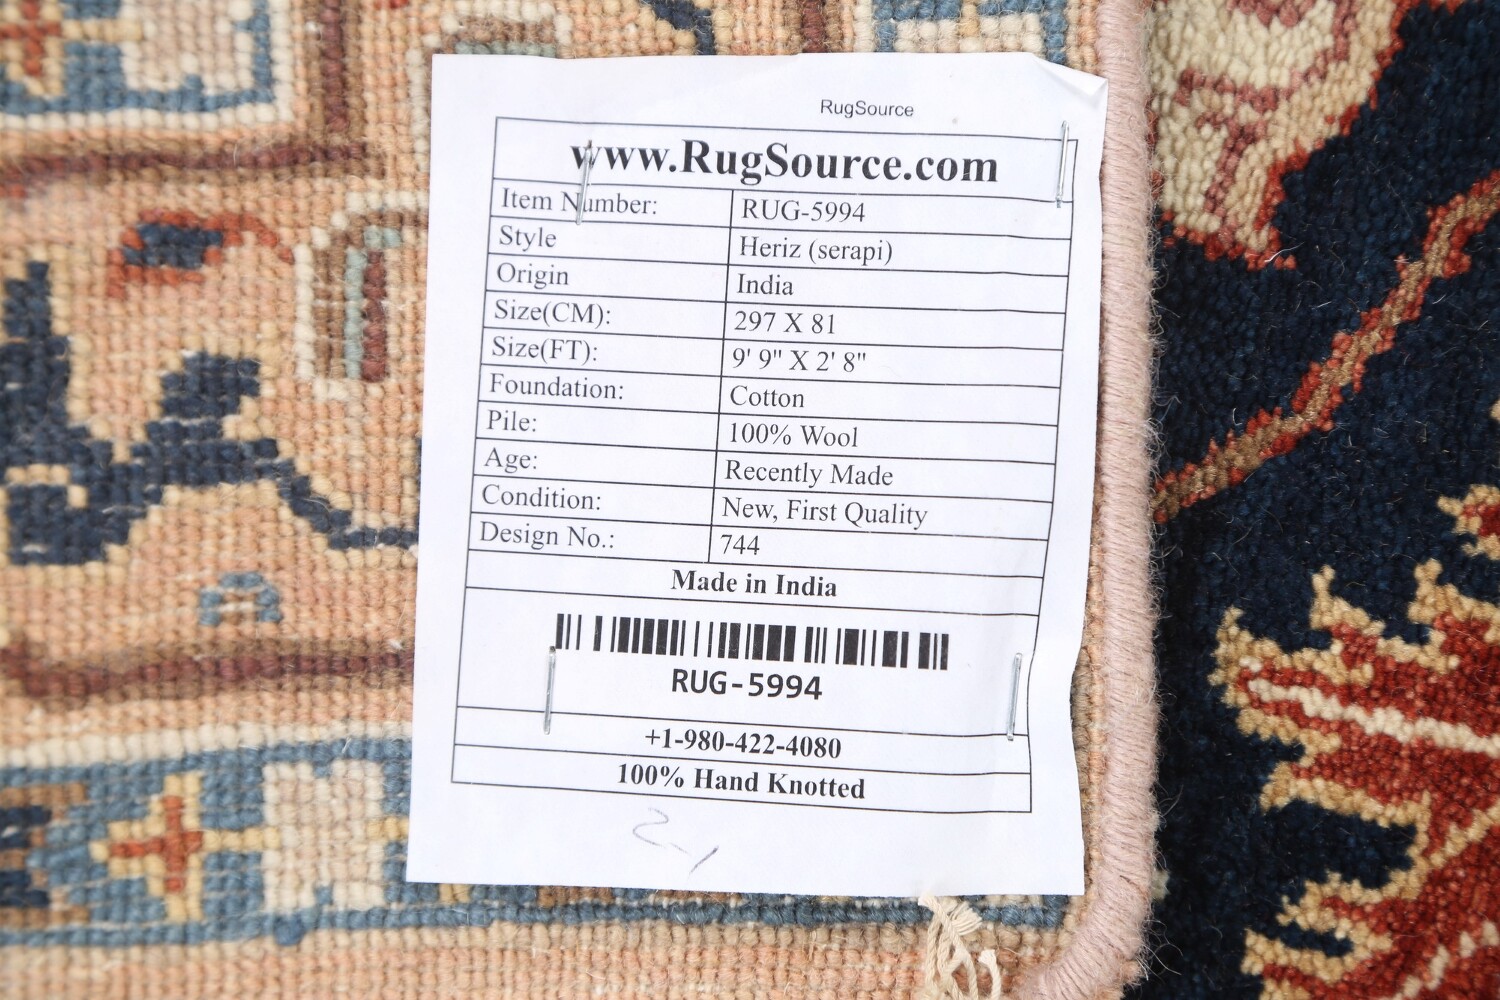 RugSource
www.RugSource.com
Item Number: RUG-5994
Style Heriz (serapi)
Origin India
Size(CM): 297 X 81
Size(FT): 9' 9" X 2' 8"
Foundation: Cotton
Pile: 100% Wool
Age: Recently Made
Condition: New, First Quality
Design No.: 744
Made in India
RUG-5994
+1-980-422-4080
100% Hand Knotted